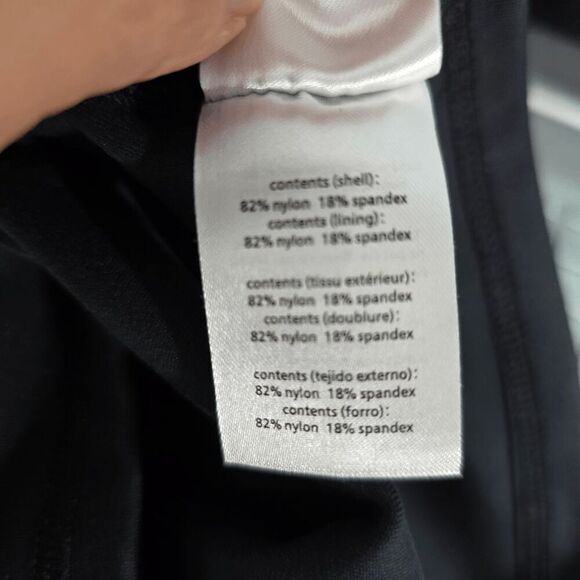 contents (shell):
82% nylon 18% spandex
contents (lining):
82% nylon 18% spandex
contents (tissu extérieur):
82% nylon 18% spandex
contents (doublure):
82% nylon 18% spandex
contents (tejido externo):
82% nylon 18% spandex
contents (forro):
82% nylon 18% spandex